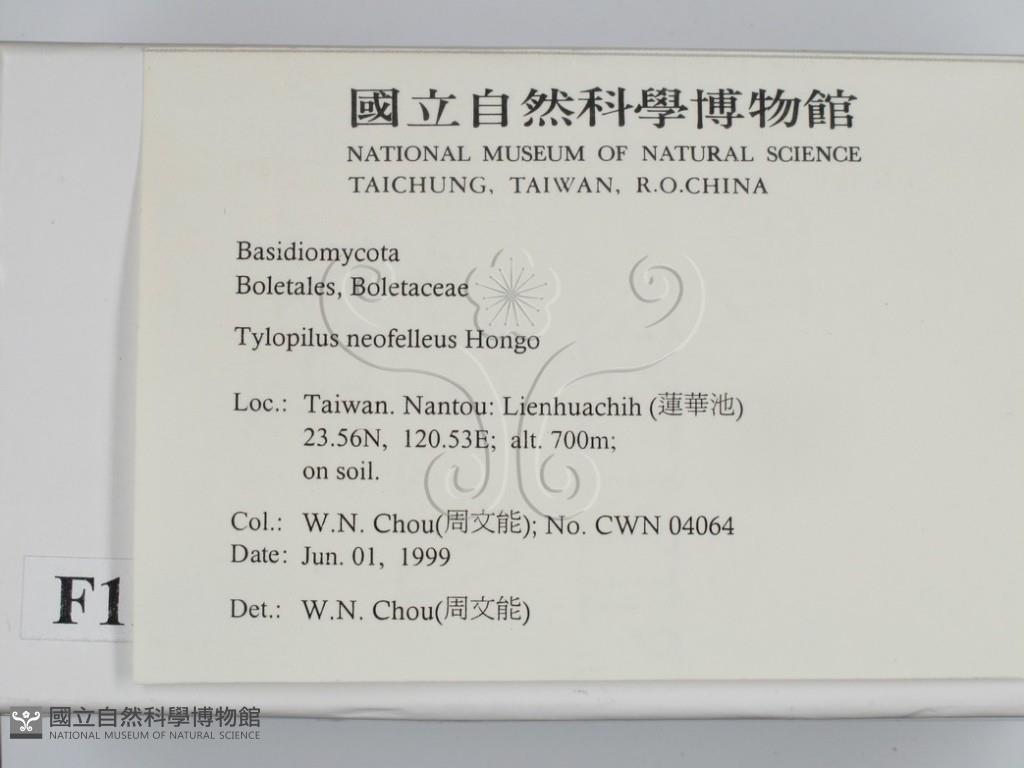 國立自然科學博物館
NATIONAL MUSEUM OF NATURAL SCIENCE
TAICHUNG, TAIWAN, R.O.CHINA
Basidiomycota
Boletales, Boletaceae
Tylopilus neofelleus Hongo
Loc.: Taiwan. Nantou: Lienhuachih (蓮華池)
23.56N, 120.53E; alt. 700m;
on soil.
Col.: W.N. Chou(周文能); No. CWN 04064
Date: Jun. 01, 1999
Det.: W.N. Chou(周文能)
F1
國立自然科學博物館
NATIONAL MUSEUM OF NATURAL SCIENCE